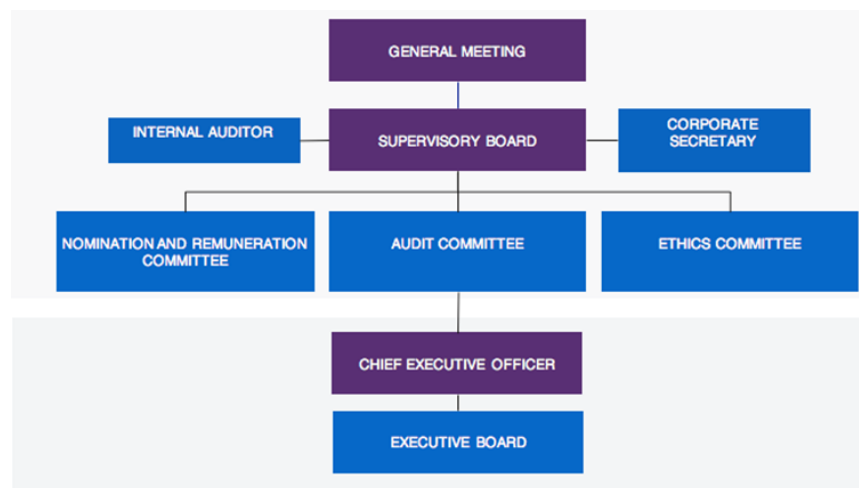 GENERAL MEETING
INTERNAL AUDITOR
SUPERVISORY BOARD
CORPORATE
SECRETARY
NOMINATION AND REMUNERATION
COMMITTEE
AUDIT COMMITTEE
ETHICS COMMITTEE
CHIEF EXECUTIVE OFFICER
EXECUTIVE BOARD